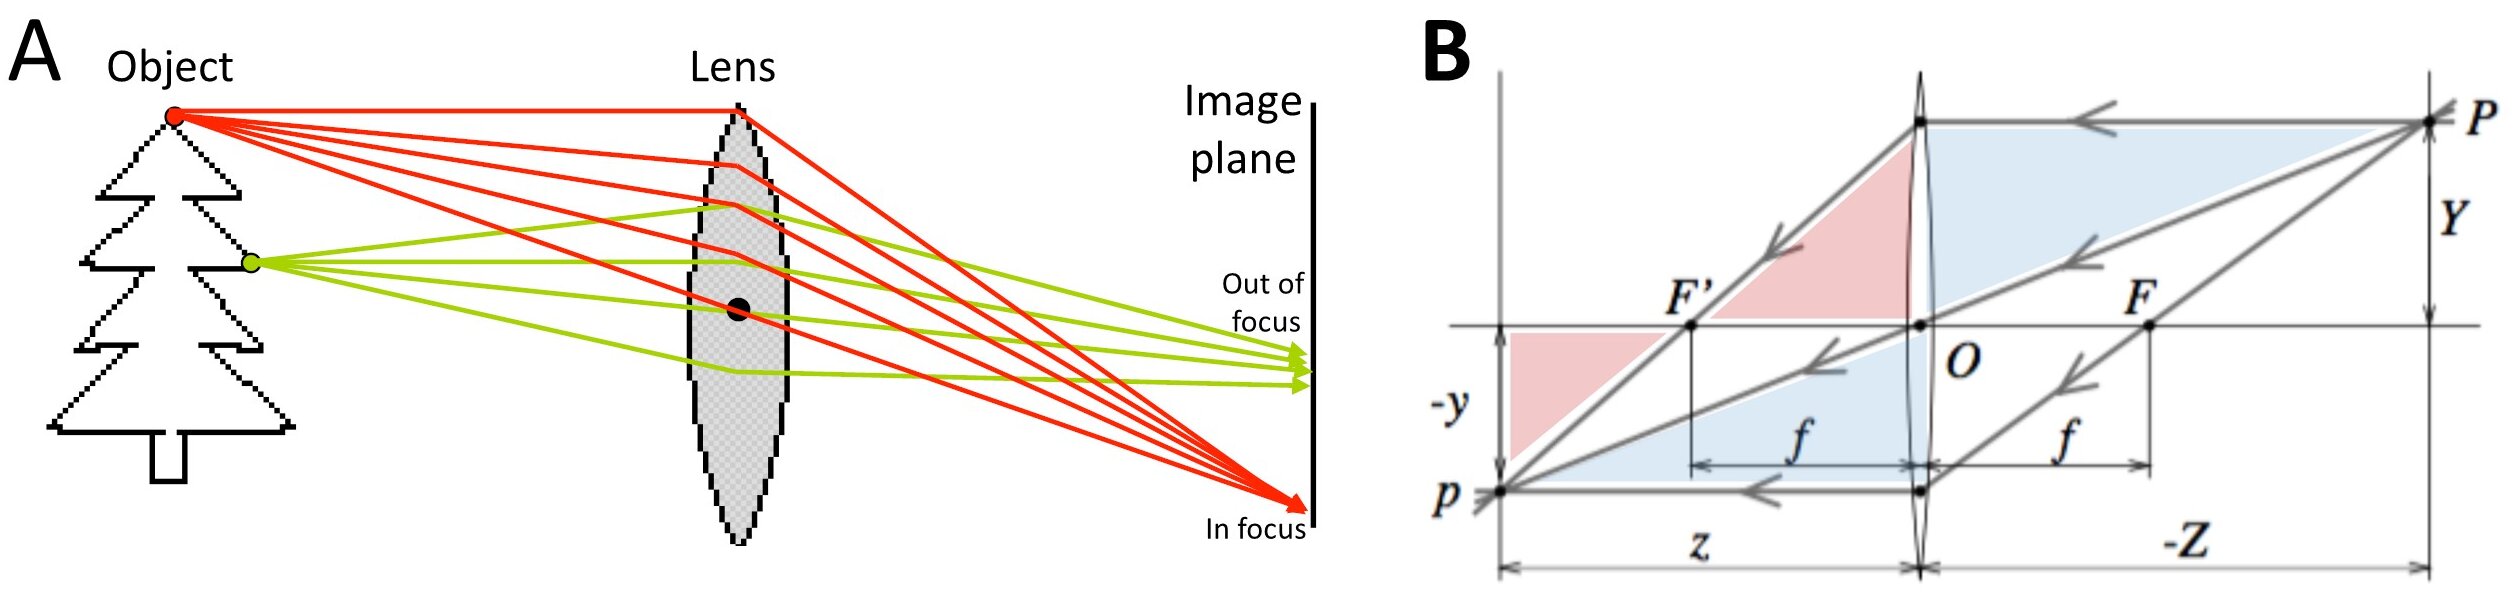 A
Object
Lens
Image
plane
Out of
focus
In focus
B
P
Y
F'
F
O
-y
f
f
p
z
-Z